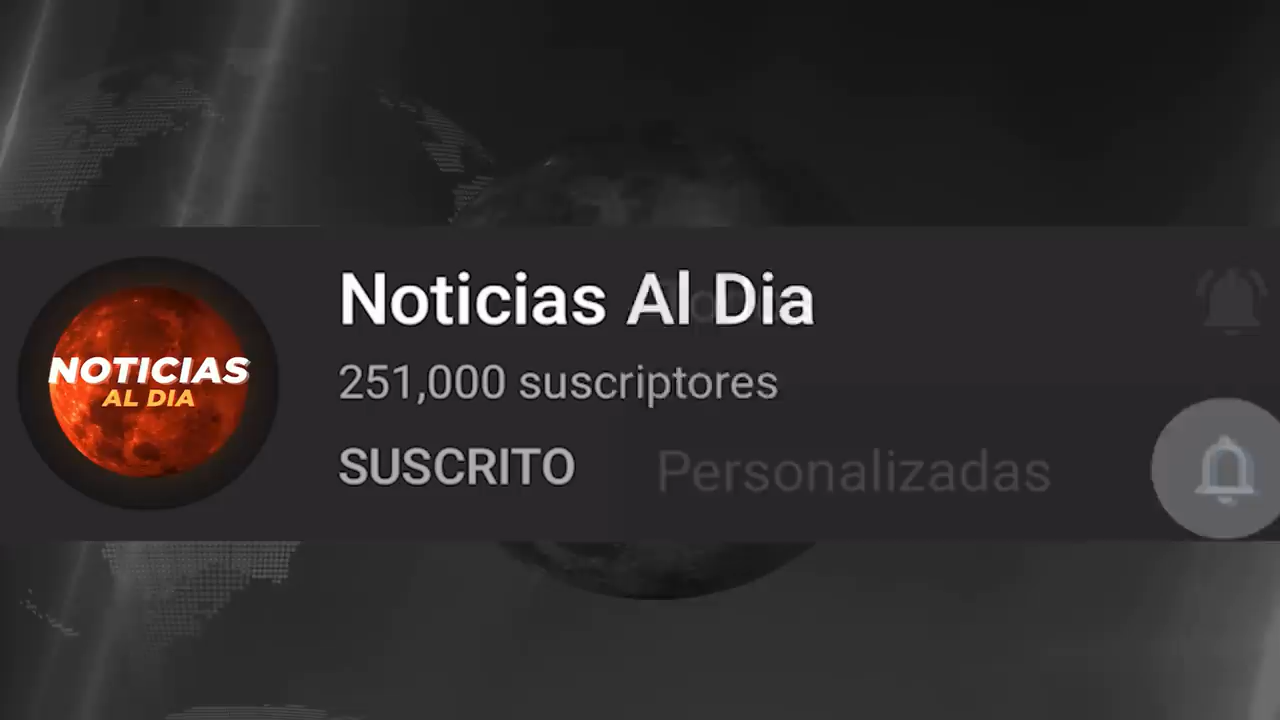 Noticias Al Dia
251,000 suscriptores
SUSCRITO
Personalizadas
NOTICIAS
AL DIA